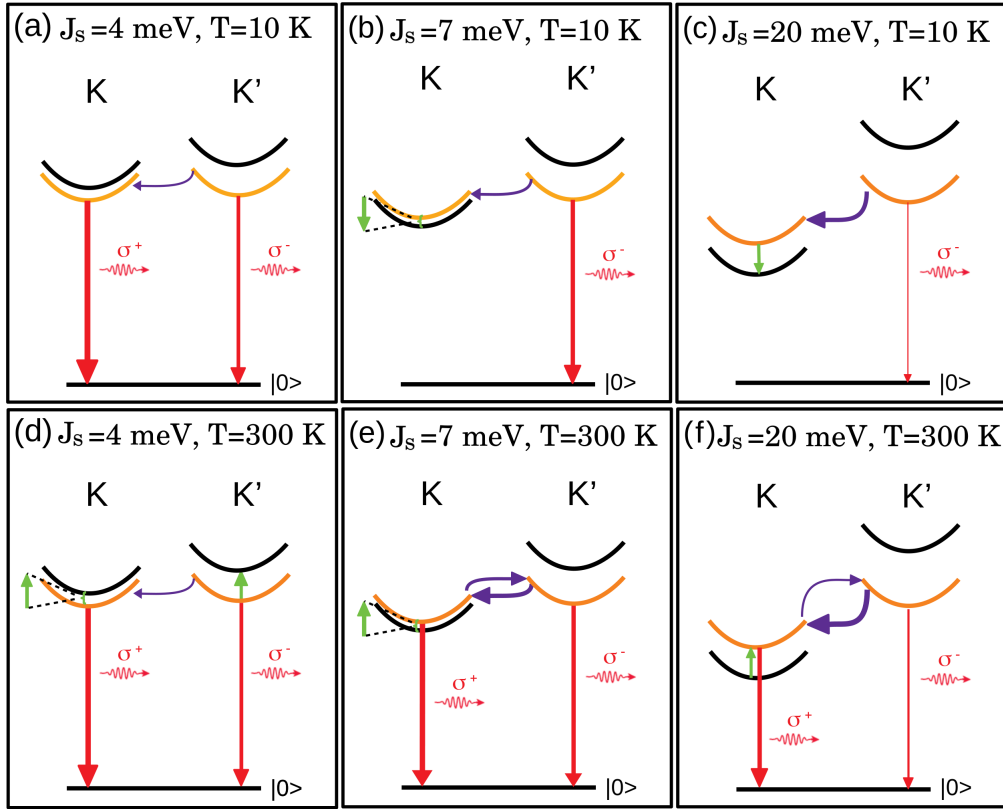 (a) Js=4 meV, T=10 K
K K’
σ+ σ-
|0>
(b) Js=7 meV, T=10 K
K K’
σ-
|0>
(c) Js=20 meV, T=10 K
K K’
σ-
|0>
(d) Js=4 meV, T=300 K
K K’
σ+ σ-
|0>
(e) Js=7 meV, T=300 K
K K’
σ+ σ-
|0>
(f) Js=20 meV, T=300 K
K K’
σ-
σ+
|0>